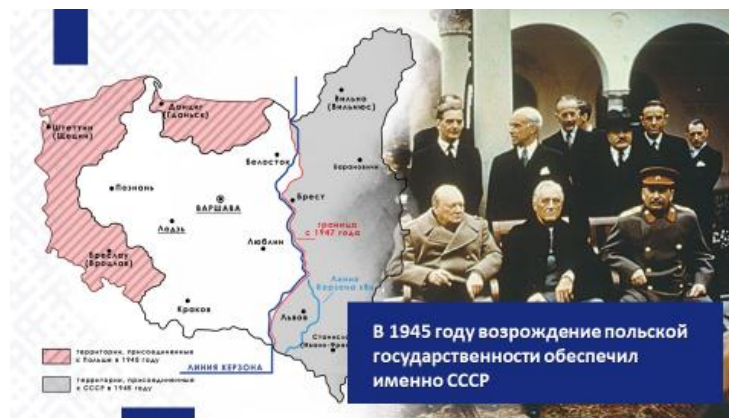 Вильно
(Вильнюс)
Данциг
(Гданьск)
Штеттин
(Щецин)
Белосток
Барановичи
Познань
ВАРШАВА
Брест
Лодзь
граница
с 1947 года
Люблин
Бреслау
(Вроцлав)
Линия
Керзона
Краков
Львов
территории, присоединенные
к Польше в 1945 году
ЛИНИЯ КЕРЗОНА
территории, присоединенные
к СССР в 1945 году
В 1945 году возрождение польской
государственности обеспечил
именно СССР